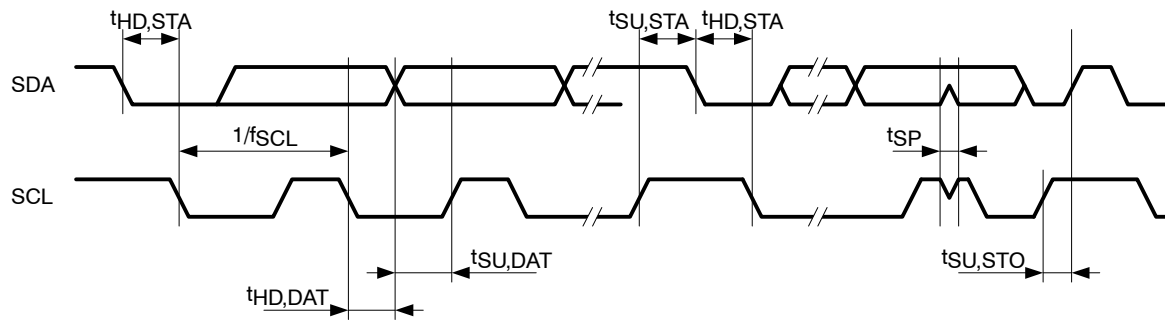 tHD,STA
tSU,STA
tHD,STA
SDA
1/fSCL
tSP
SCL
tSU,DAT
tSU,STO
tHD,DAT